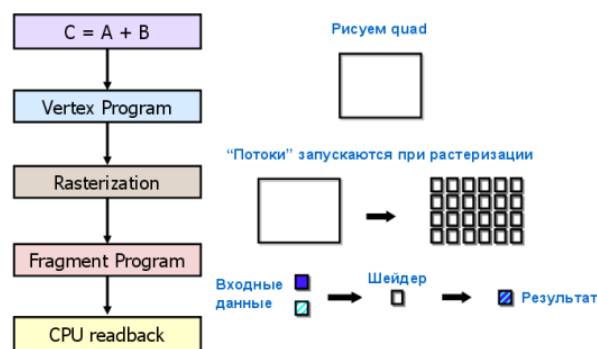 C = A + B
Рисуем quad
Vertex Program
“Потоки” запускаются при растеризации
Rasterization
Fragment Program
Входные
данные
Шейдер
Результат
CPU readback